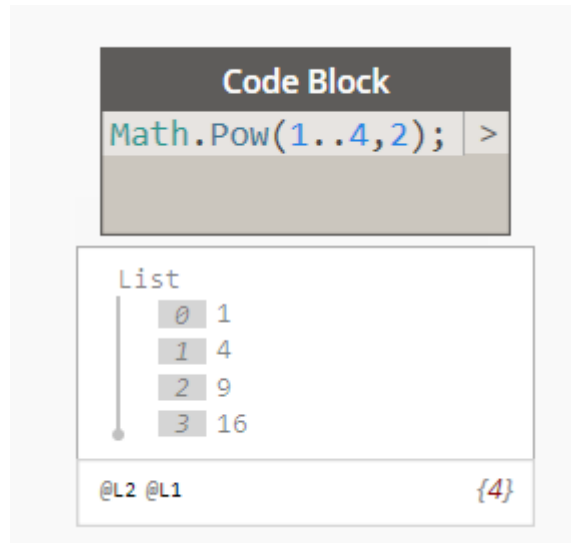 Code Block
Math.Pow(1..4,2); >
List
0 1
1 4
2 9
3 16
@L2 @L1 {4}